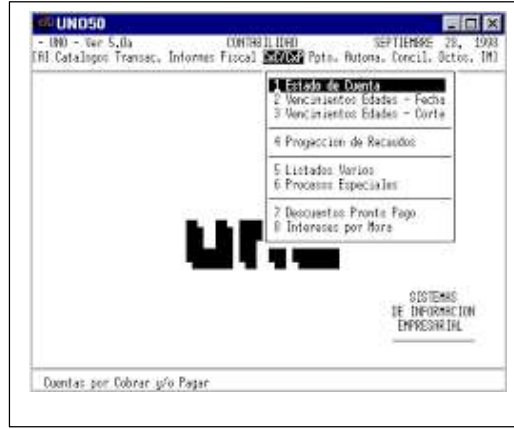 UNO50
- UNO - Ver 5.0a CONTABILIDAD SEPTIEMBRE 28, 1998
[A] Catalogos Transac. Informes Fiscal CxC/CxP Ppto. Automa. Concil. Dctos. [M]
1 Estado de Cuenta
2 Vencimientos Edades - Fecha
3 Vencimientos Edades - Corte
4 Proyeccion de Recaudos
5 Listados Varios
6 Procesos Especiales
7 Descuentos Pronto Pago
8 Intereses por Mora
SISTEMAS
DE INFORMACION
EMPRESARIAL
Cuentas por Cobrar y/o Pagar